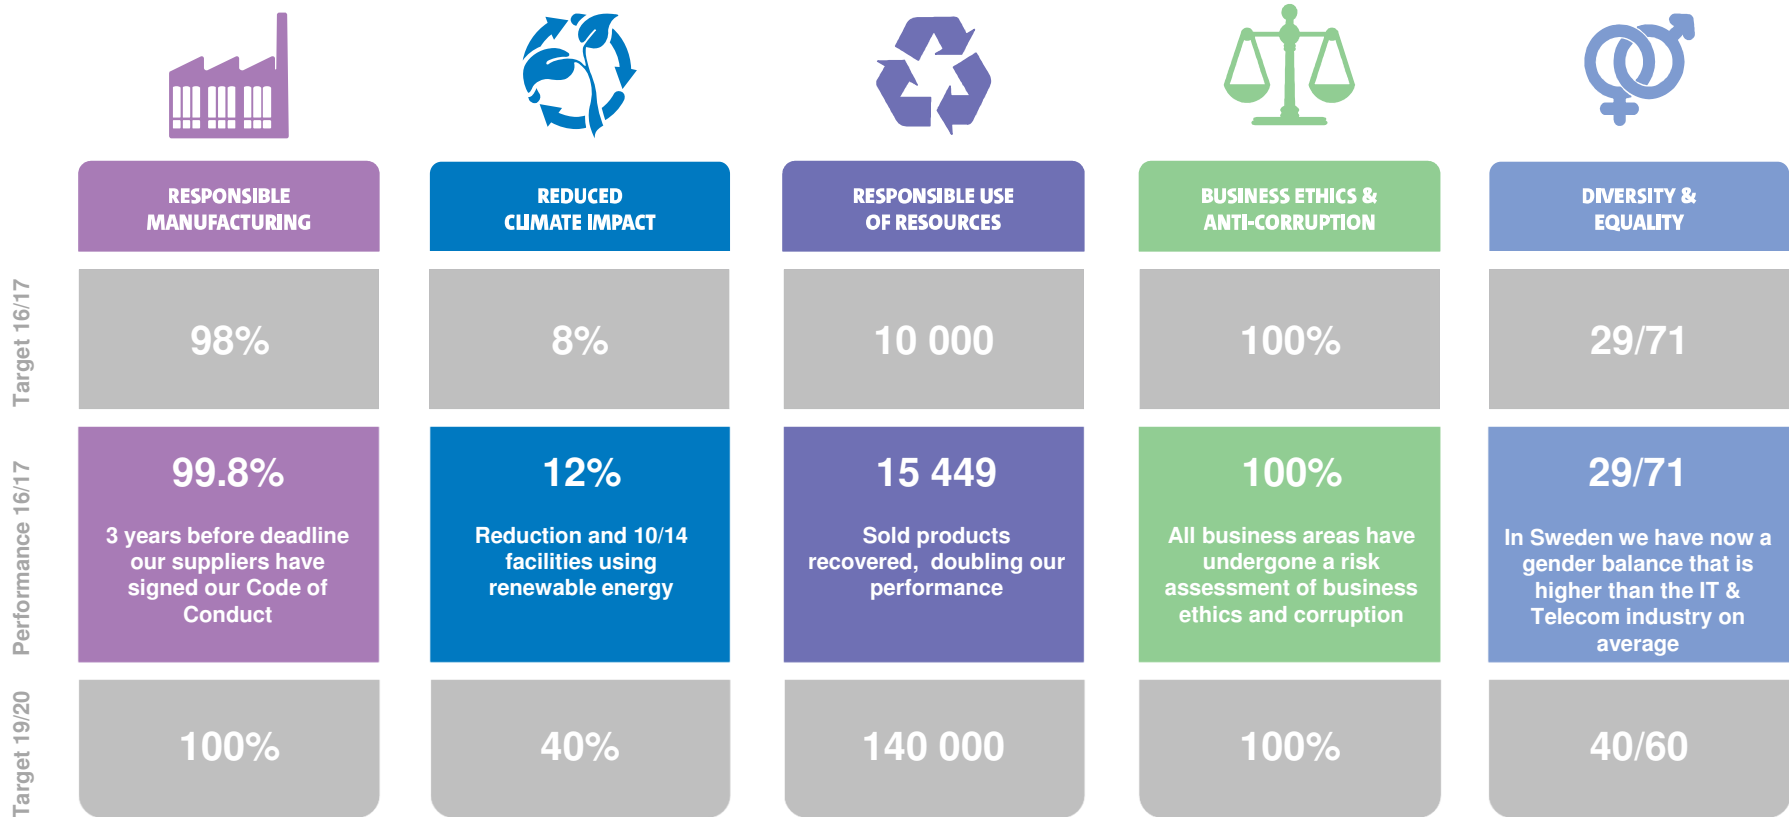 RESPONSIBLE
MANUFACTURING
REDUCED
CLIMATE IMPACT
RESPONSIBLE USE
OF RESOURCES
BUSINESS ETHICS &
ANTI-CORRUPTION
DIVERSITY &
EQUALITY
Target 16/17
98%
8%
10 000
100%
29/71
Performance 16/17
99.8%
3 years before deadline
our suppliers have
signed our Code of
Conduct
12%
Reduction and 10/14
facilities using
renewable energy
15 449
Sold products
recovered, doubling our
performance
100%
All business areas have
undergone a risk
assessment of business
ethics and corruption
29/71
In Sweden we have now a
gender balance that is
higher than the IT &
Telecom industry on
average
Target 19/20
100%
40%
140 000
100%
40/60